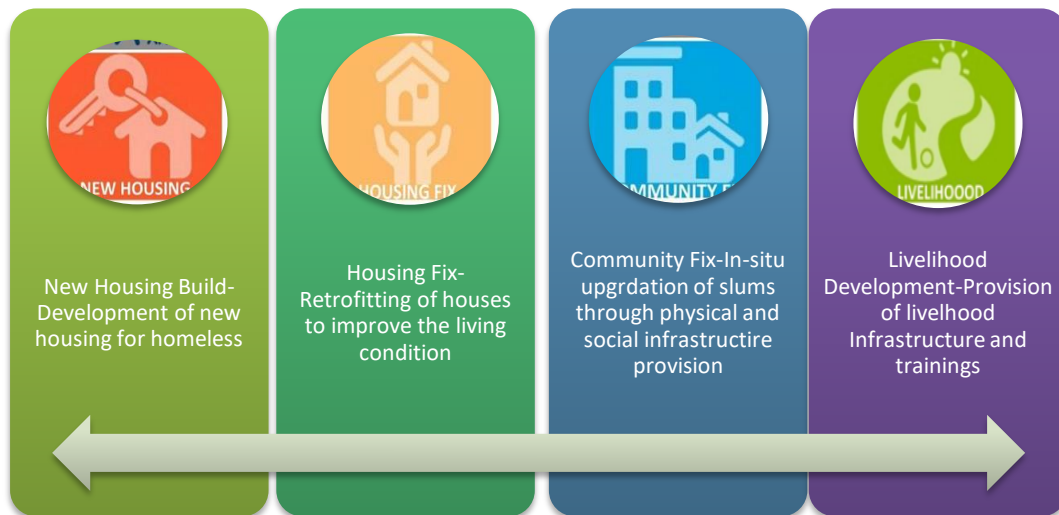 NEW HOUSING
HOUSING FIX
COMMUNITY
LIVELIHOOOD
New Housing Build-
Development of new
housing for homeless
Housing Fix-
Retrofitting of houses
to improve the living
condition
Community Fix-In-situ
upgrdation of slums
through physical and
social infrastructire
provision
Livelihood
Development-Provision
of livelhood
Infrastructure and
trainings